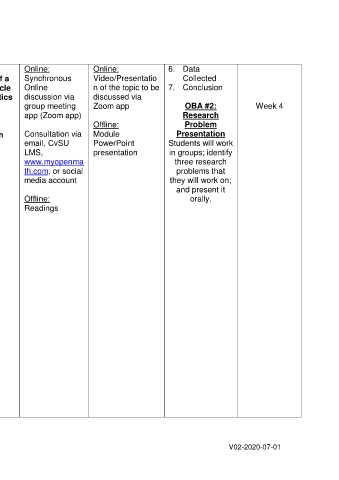 f a
cle
tics
n
Online:
Synchronous
Online
discussion via
group meeting
app (Zoom app)
Consultation via
email, CvSU
LMS,
www.myopenma
th.com, or social
media account
Offline:
Readings
Online:
Video/Presentatio
n of the topic to be
discussed via
Zoom app
Offline:
Module
PowerPoint
presentation
6. Data
Collected
7. Conclusion
OBA #2:
Research
Problem
Presentation
Students will work
in groups; identify
three research
problems that
they will work on;
and present it
orally.
Week 4
V02-2020-07-01